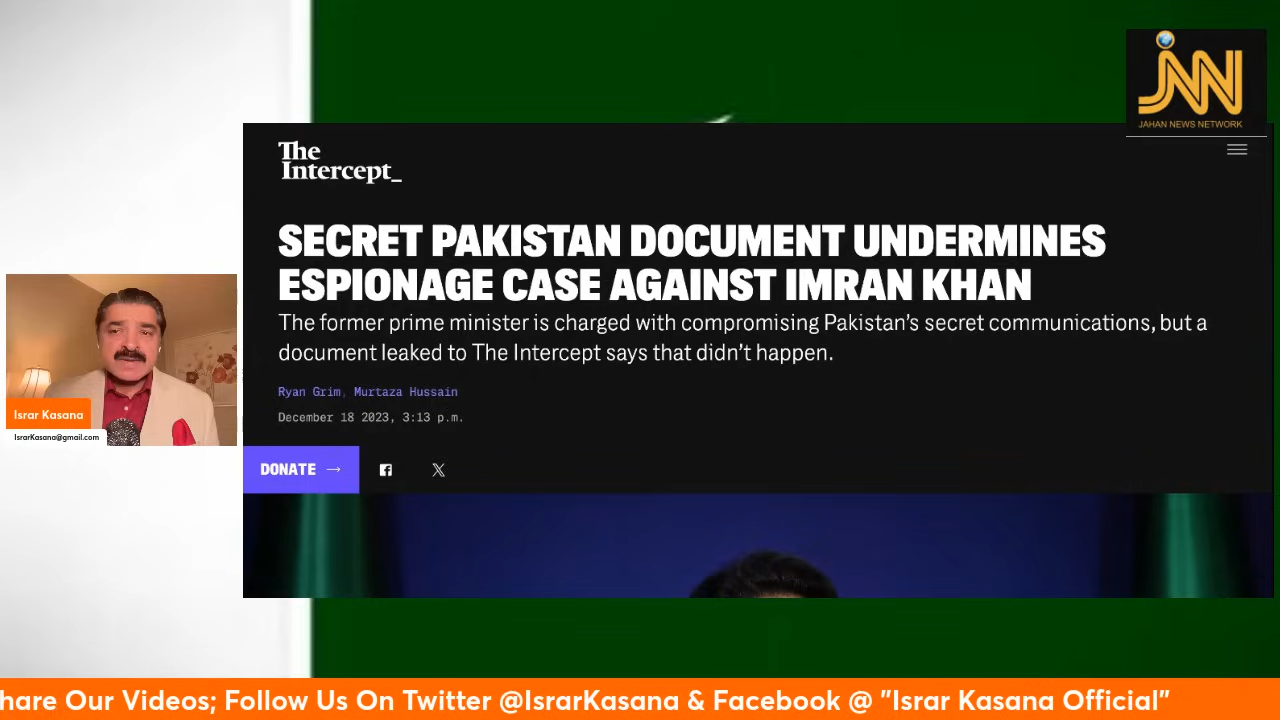 JNN
JAHAN NEWS NETWORK
The
Intercept_
SECRET PAKISTAN DOCUMENT UNDERMINES
ESPIONAGE CASE AGAINST IMRAN KHAN
The former prime minister is charged with compromising Pakistan's secret communications, but a
document leaked to The Intercept says that didn't happen.
Ryan Grim, Murtaza Hussain
December 18 2023, 3:13 p.m.
DONATE →
Israr Kasana
IsrarKasana@gmail.com
hare Our Videos; Follow Us On Twitter @IsrarKasana & Facebook @ "Israr Kasana Official"